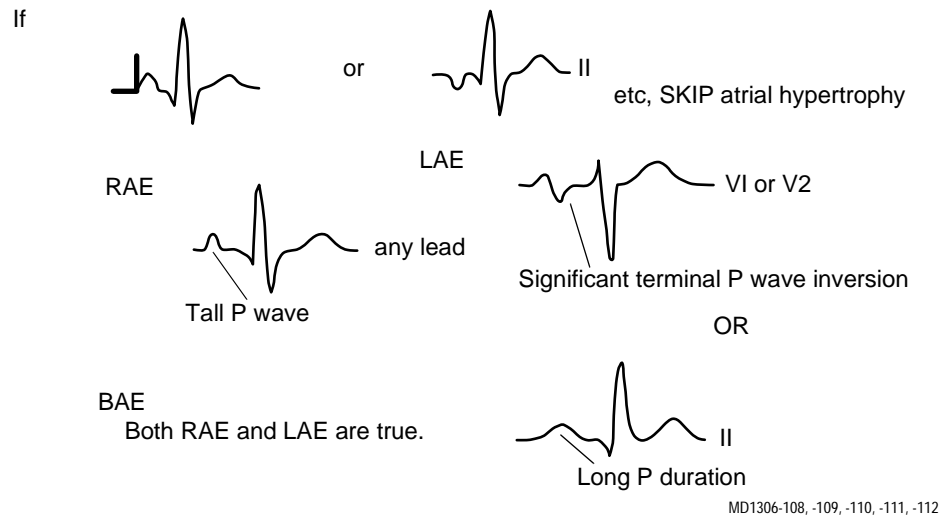 If
or
II
etc, SKIP atrial hypertrophy
RAE
LAE
VI or V2
any lead
Tall P wave
Significant terminal P wave inversion
OR
BAE
Both RAE and LAE are true.
II
Long P duration
MD1306-108, -109, -110, -111, -112